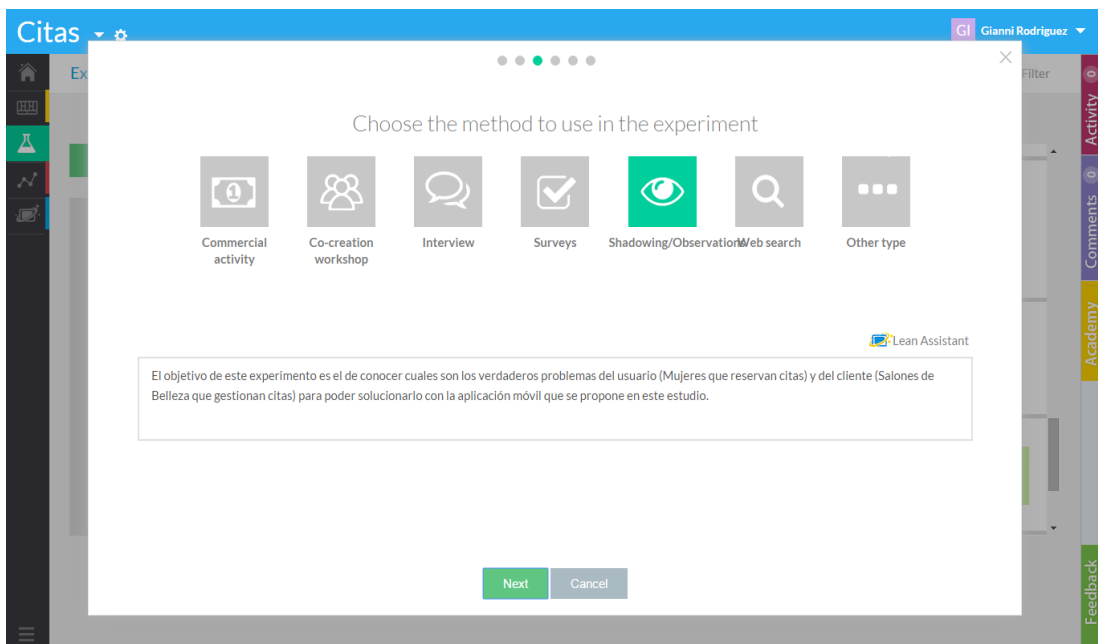 Citas
GI Gianni Rodriguez
Ex
Filter
Choose the method to use in the experiment
Commercial
activity
Co-creation
workshop
Interview
Surveys
Shadowing/Observation
Web search
Other type
Lean Assistant
El objetivo de este experimento es el de conocer cuales son los verdaderos problemas del usuario (Mujeres que reservan citas) y del cliente (Salones de
Belleza que gestionan citas) para poder solucionarlo con la aplicación móvil que se propone en este estudio.
Next
Cancel
Activity 0
Comments 0
Academy
Feedback